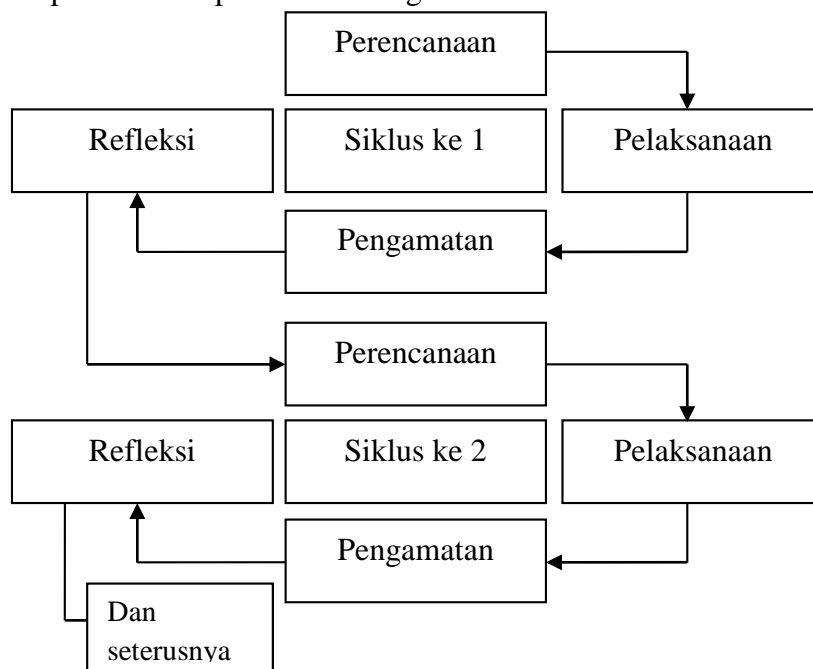 Perencanaan
Refleksi
Siklus ke 1
Pelaksanaan
Pengamatan
Perencanaan
Refleksi
Siklus ke 2
Pelaksanaan
Pengamatan
Dan
seterusnya